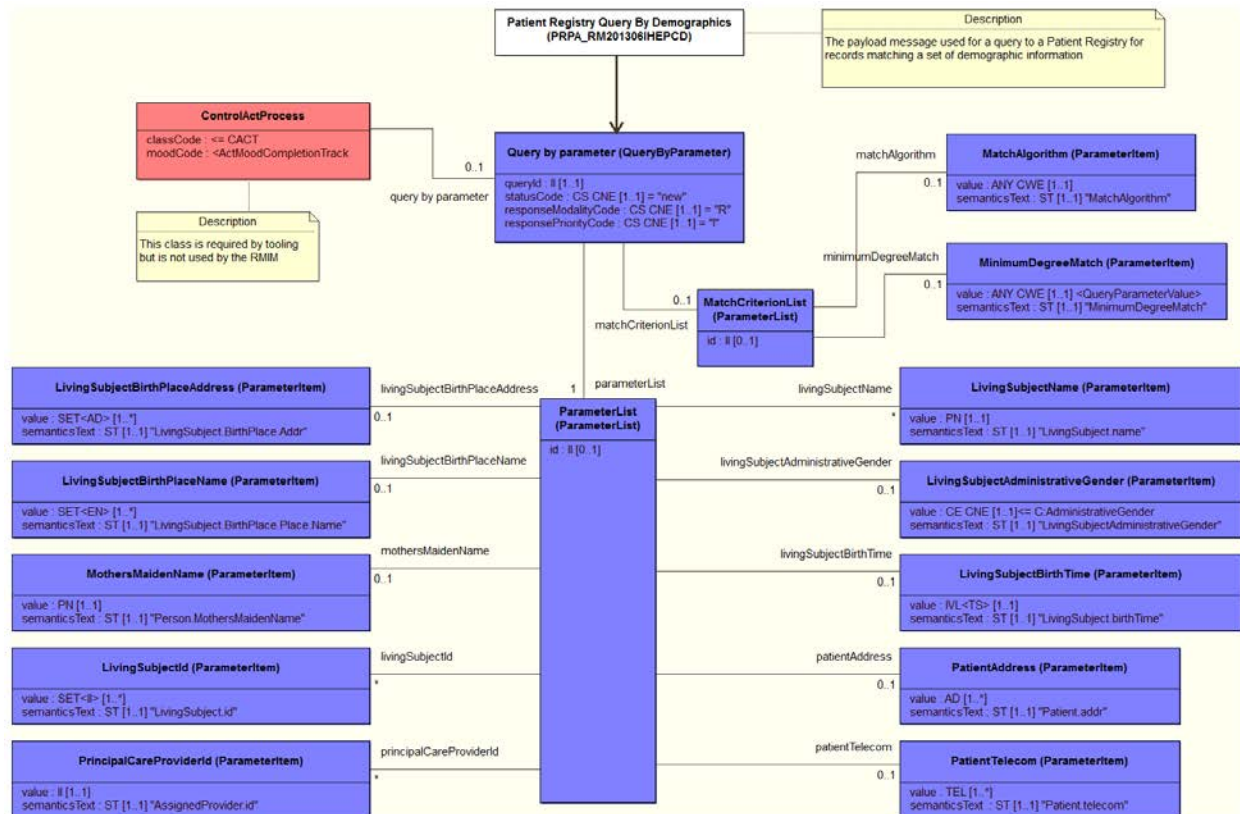 Patient Registry Query By Demographics
(PRPA_RM201306IHEPCD)
Description
The payload message used for a query to a Patient Registry for
records matching a set of demographic information
ControlActProcess
classCode : <= CACT
moodCode : <ActMoodCompletionTrack
0..1
query by parameter
Description
This class is required by tooling
but is not used by the RMIM
Query by parameter (QueryByParameter)
queryId : II [1..1]
statusCode : CS CNE [1..1] = "new"
responseModalityCode : CS CNE [1..1] = "R"
responsePriorityCode : CS CNE [1..1] = "I"
matchAlgorithm
0..1
MatchAlgorithm (ParameterItem)
value : ANY CWE [1..1]
semanticsText : ST [1..1] "MatchAlgorithm"
minimumDegreeMatch
0..1
MinimumDegreeMatch (ParameterItem)
value : ANY CWE [1..1] <QueryParameterValue>
semanticsText : ST [1..1] "MinimumDegreeMatch"
0..1
matchCriterionList
MatchCriterionList
(ParameterList)
id : II [0..1]
1
parameterList
ParameterList
(ParameterList)
id : II [0..1]
LivingSubjectBirthPlaceAddress (ParameterItem)
value : SET<AD> [1..*]
semanticsText : ST [1..1] "LivingSubject.BirthPlace.Addr"
livingSubjectBirthPlaceAddress
0..1
LivingSubjectBirthPlaceName (ParameterItem)
value : SET<EN> [1..*]
semanticsText : ST [1..1] "LivingSubject.BirthPlace.Place.Name"
livingSubjectBirthPlaceName
0..1
MothersMaidenName (ParameterItem)
value : PN [1..1]
semanticsText : ST [1..1] "Person.MothersMaidenName"
mothersMaidenName
0..1
LivingSubjectId (ParameterItem)
value : SET<II> [1..*]
semanticsText : ST [1..1] "LivingSubject.id"
livingSubjectId
*
PrincipalCareProviderId (ParameterItem)
value : II [1..1]
semanticsText : ST [1..1] "AssignedProvider.id"
principalCareProviderId
*
livingSubjectName
*
LivingSubjectName (ParameterItem)
value : PN [1..1]
semanticsText : ST [1..1] "LivingSubject.name"
livingSubjectAdministrativeGender
0..1
LivingSubjectAdministrativeGender (ParameterItem)
value : CE CNE [1..1]<= C:AdministrativeGender
semanticsText : ST [1..1] "LivingSubjectAdministrativeGender"
livingSubjectBirthTime
0..1
LivingSubjectBirthTime (ParameterItem)
value : IVL<TS> [1..1]
semanticsText : ST [1..1] "LivingSubject.birthTime"
patientAddress
0..1
PatientAddress (ParameterItem)
value : AD [1..*]
semanticsText : ST [1..1] "Patient.addr"
patientTelecom
0..1
PatientTelecom (ParameterItem)
value : TEL [1..*]
semanticsText : ST [1..1] "Patient.telecom"